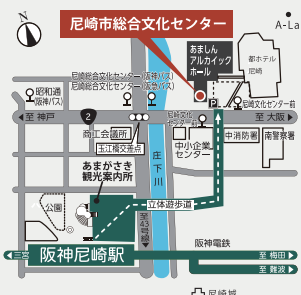 尼崎市総合文化センター
A-La
N
あましん
アルカイック
ホール
都ホテル
尼崎
尼崎総合文化センター(阪神バス)
尼崎総合文化センター(阪急バス)
昭和通
(阪神バス)
尼崎文化センター前
2
尼崎文化
センター前
至 神戸
至 大阪
商工会議所
玉江橋交差点
中小企業
センター
中消防署
南警察署
あまがさき
観光案内所
庄下川
公園
立体遊歩道
至43号線
阪神電鉄
三宮
阪神尼崎駅
至 梅田
至 難波
尼崎城